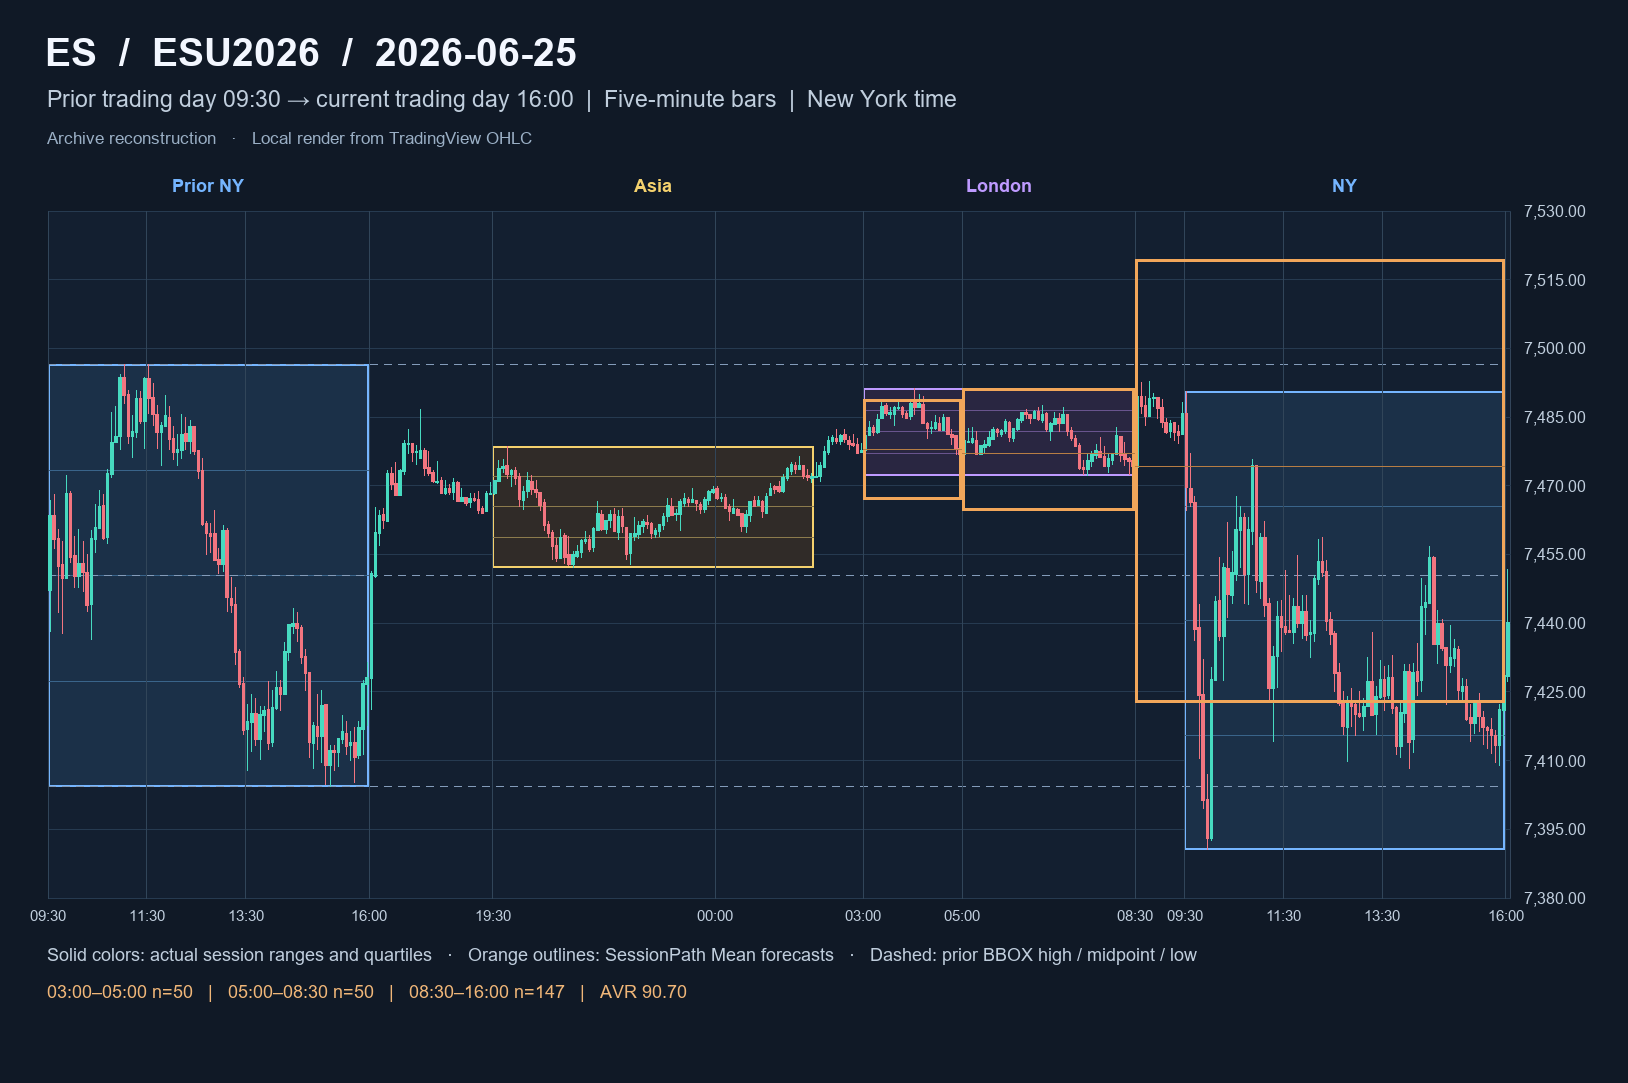 ES / ESU2026 / 2026-06-25
Prior trading day 09:30 → current trading day 16:00 | Five-minute bars | New York time
Archive reconstruction · Local render from TradingView OHLC
Prior NY Asia London NY
7,530.00
7,515.00
7,500.00
7,485.00
7,470.00
7,455.00
7,440.00
7,425.00
7,410.00
7,395.00
7,380.00
09:30 11:30 13:30 16:00 19:30 00:00 03:00 05:00 08:30 09:30 11:30 13:30 16:00
Solid colors: actual session ranges and quartiles · Orange outlines: SessionPath Mean forecasts · Dashed: prior BBOX high / midpoint / low
03:00–05:00 n=50 | 05:00–08:30 n=50 | 08:30–16:00 n=147 | AVR 90.70